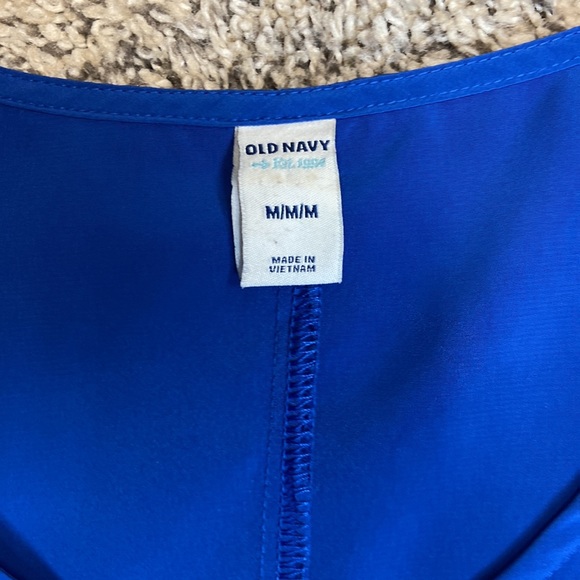 OLD NAVY
Est. 1994
M/M/M
MADE IN
VIETNAM